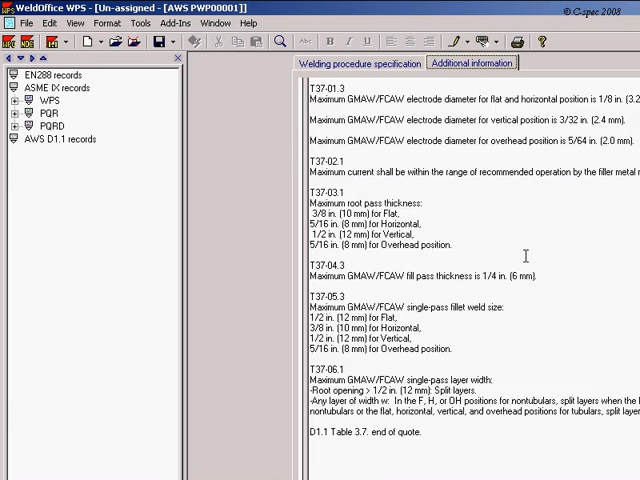 WeldOffice WPS - [Un-assigned - [AWS PWP00001]]
© C-spec 2008
File Edit View Format Tools Add-Ins Window Help
Abc B I U
?
Welding procedure specification Additional information
EN288 records
ASME IX records
WPS
PQR
PQRD
AWS D1.1 records
T37-01.3
Maximum GMAW/FCAW electrode diameter for flat and horizontal position is 1/8 in. (3.2
Maximum GMAW/FCAW electrode diameter for vertical position is 3/32 in. (2.4 mm).
Maximum GMAW/FCAW electrode diameter for overhead position is 5/64 in. (2.0 mm).
T37-02.1
Maximum current shall be within the range of recommended operation by the filler metal
T37-03.1
Maximum root pass thickness:
3/8 in. (10 mm) for Flat,
5/16 in. (8 mm) for Horizontal,
1/2 in. (12 mm) for Vertical,
5/16 in. (8 mm) for Overhead position.
T37-04.3
Maximum GMAW/FCAW fill pass thickness is 1/4 in. (6 mm).
T37-05.3
Maximum GMAW/FCAW single-pass fillet weld size:
1/2 in. (12 mm) for Flat,
3/8 in. (10 mm) for Horizontal,
1/2 in. (12 mm) for Vertical,
5/16 in. (8 mm) for Overhead position.
T37-06.1
Maximum GMAW/FCAW single-pass layer width:
-Root opening > 1/2 in. (12 mm): Split layers.
-Any layer of width w: In the F, H, or OH positions for nontubulars, split layers when the
nontubulars or the flat, horizontal, vertical, and overhead positions for tubulars, split
D1.1 Table 3.7. end of quote.